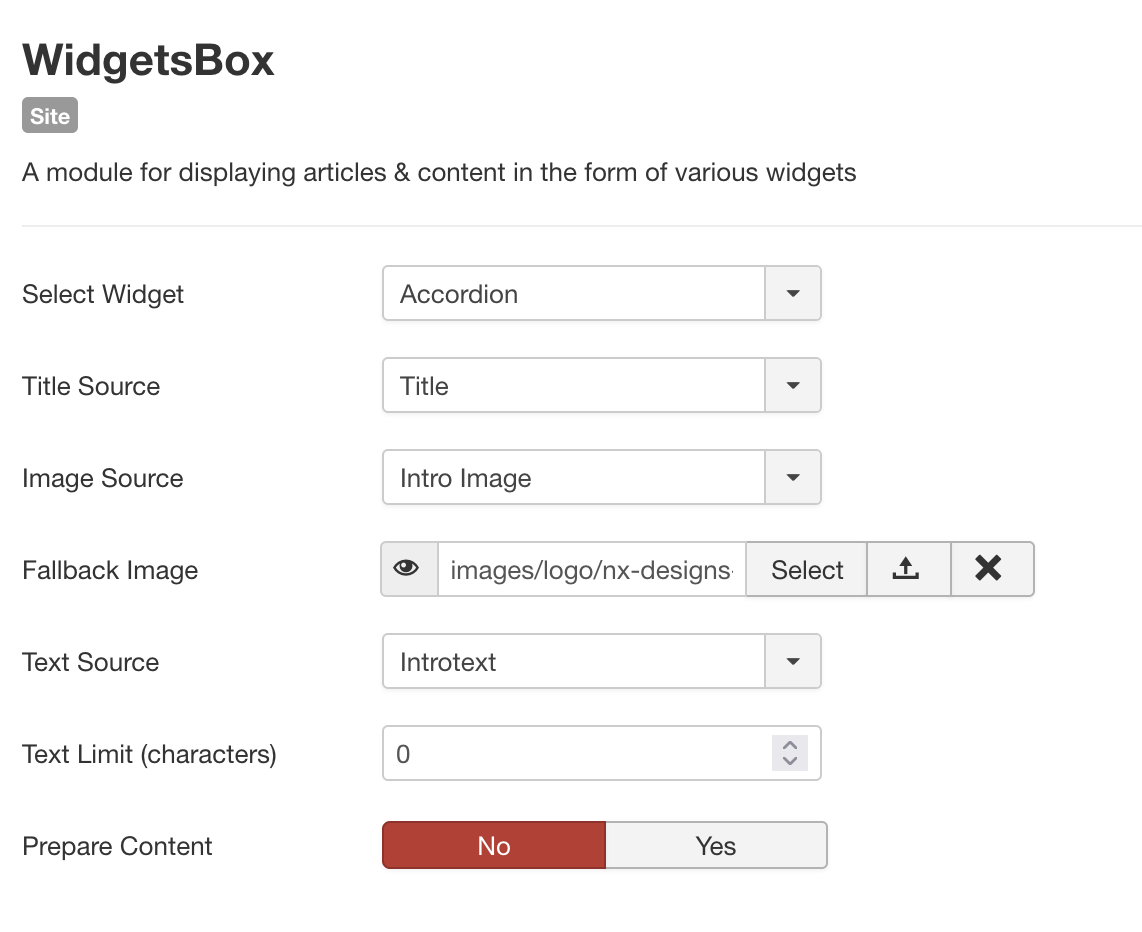 WidgetsBox
Site
A module for displaying articles & content in the form of various widgets
Select Widget Accordion
Title Source Title
Image Source Intro Image
Fallback Image images/logo/nx-designs Select
Text Source Introtext
Text Limit (characters) 0
Prepare Content No Yes